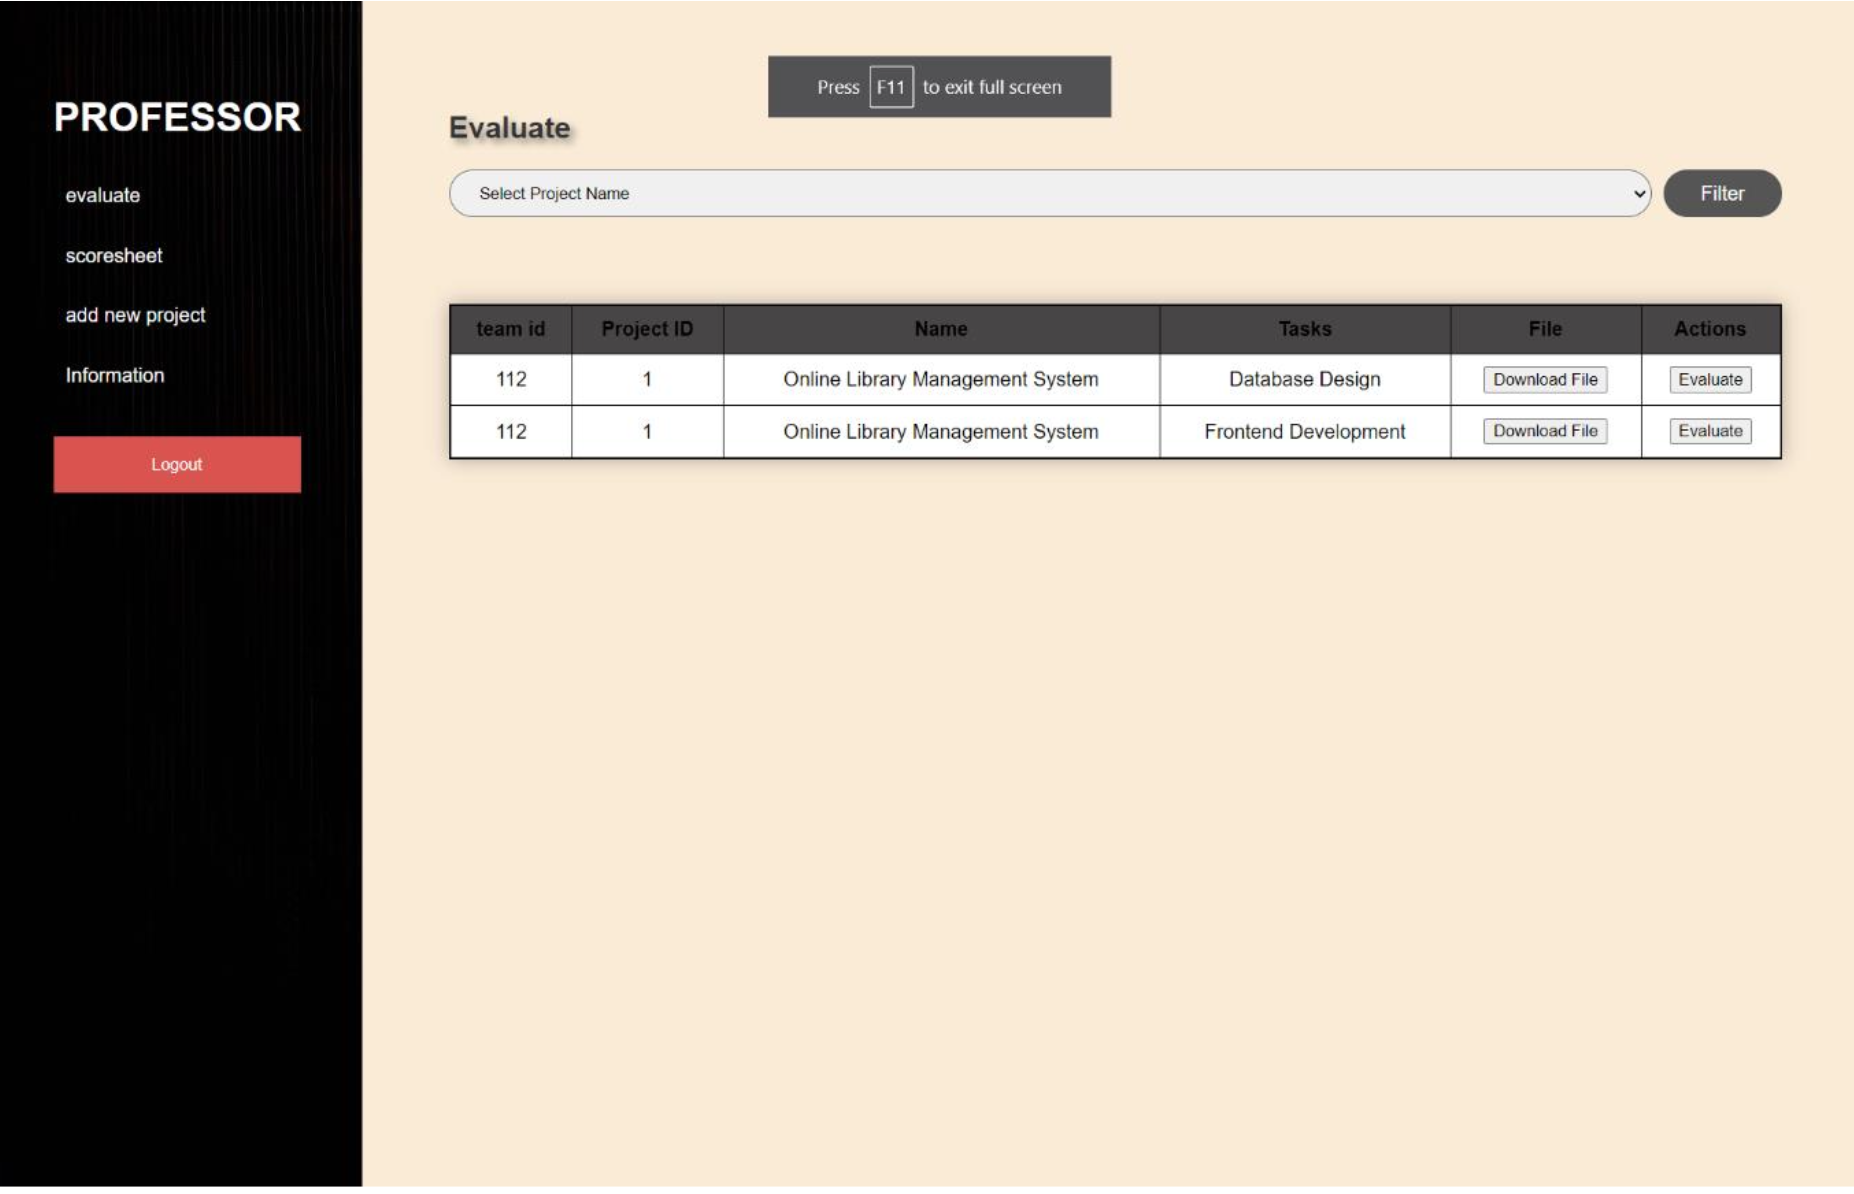 PROFESSOR
evaluate
scoresheet
add new project
Information
Logout
Press F11 to exit full screen
Evaluate
Select Project Name
Filter
team id Project ID Name Tasks File Actions
112 1 Online Library Management System Database Design Download File Evaluate
112 1 Online Library Management System Frontend Development Download File Evaluate